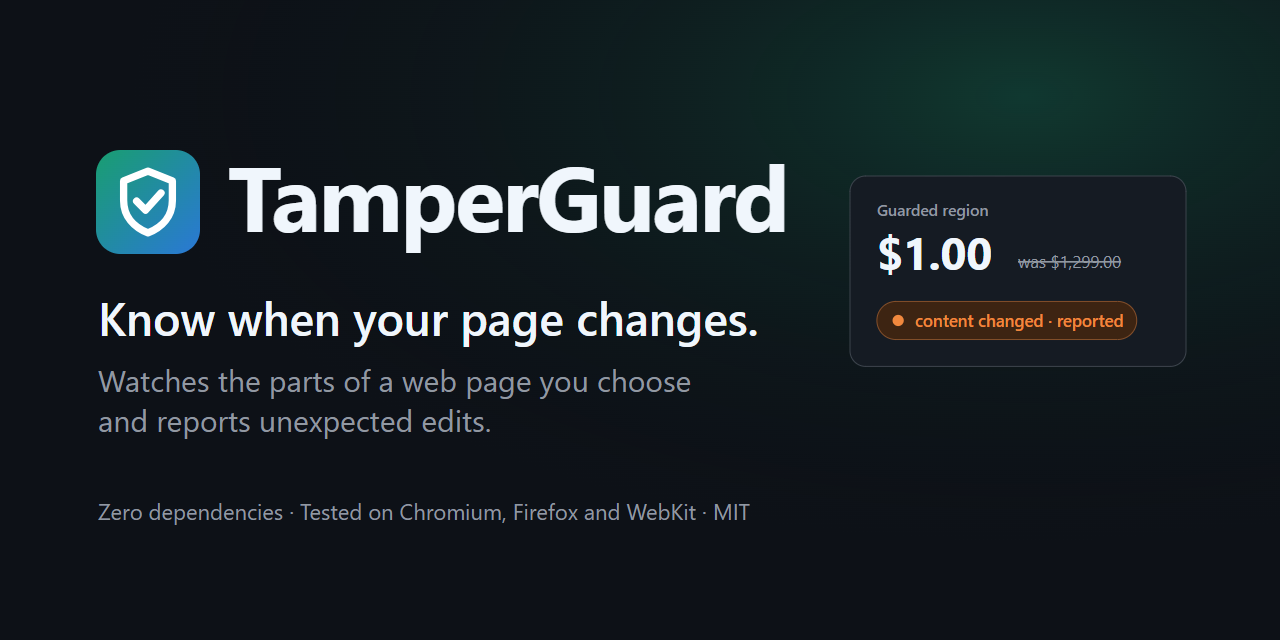 TamperGuard
Know when your page changes.
Watches the parts of a web page you choose
and reports unexpected edits.
Zero dependencies · Tested on Chromium, Firefox and WebKit · MIT
Guarded region
$1.00 was $1,299.00
content changed · reported